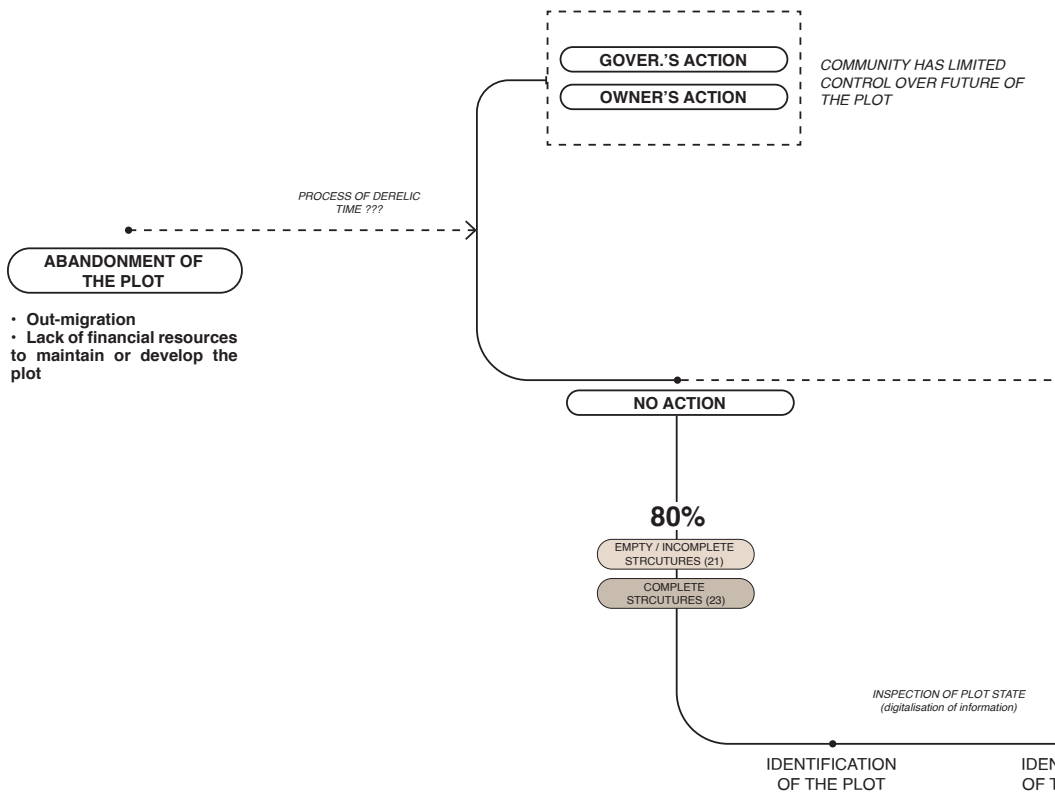 GOVER.'S ACTION
OWNER'S ACTION
COMMUNITY HAS LIMITED
CONTROL OVER FUTURE OF
THE PLOT
PROCESS OF DERELIC
TIME ???
ABANDONMENT OF
THE PLOT
• Out-migration
• Lack of financial resources
to maintain or develop the
plot
NO ACTION
80%
EMPTY / INCOMPLETE
STRCUTURES (21)
COMPLETE
STRCUTURES (23)
INSPECTION OF PLOT STATE
(digitalisation of information)
IDENTIFICATION
OF THE PLOT
IDEN
OF T